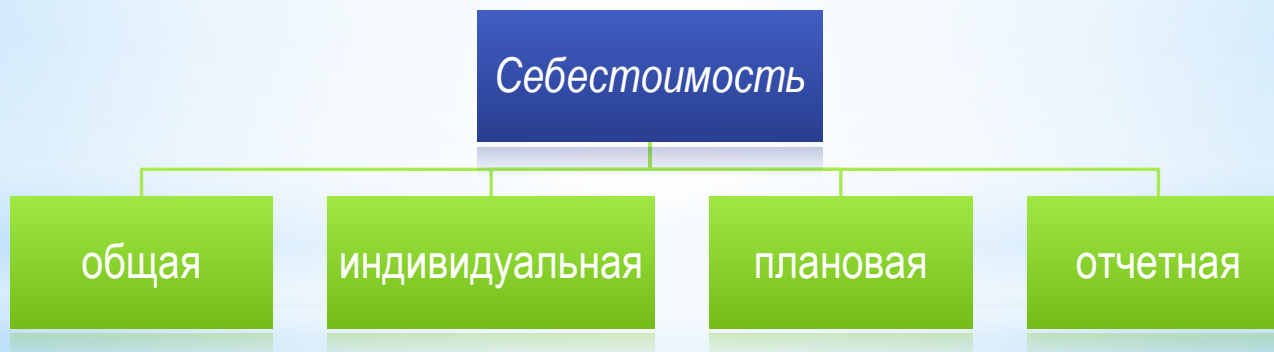 Себестоимость
общая
индивидуальная
плановая
отчетная